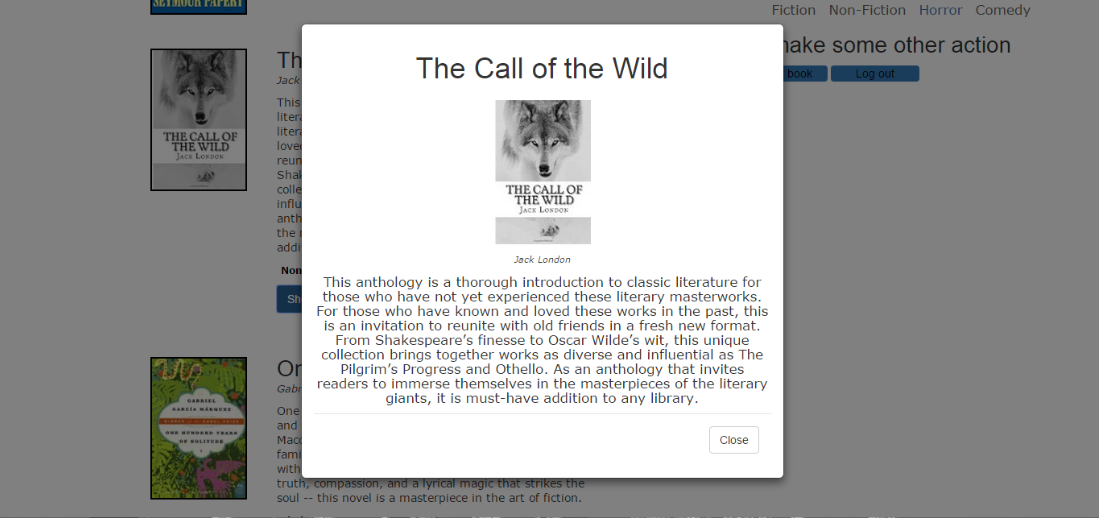 SEYMOUR PAPERT
Fiction Non-Fiction Horror Comedy
make some other action
book Log out
Th
Jack
THE CALL OF
THE WILD
JACK LONDON
This
litera
litera
loved
reun
Shak
colle
influ
anth
the r
addi
Non
Sh
The Call of the Wild
THE CALL OF
THE WILD
JACK LONDON
Jack London
This anthology is a thorough introduction to classic literature for
those who have not yet experienced these literary masterworks.
For those who have known and loved these works in the past, this
is an invitation to reunite with old friends in a fresh new format.
From Shakespeare’s finesse to Oscar Wilde’s wit, this unique
collection brings together works as diverse and influential as The
Pilgrim’s Progress and Othello. As an anthology that invites
readers to immerse themselves in the masterpieces of the literary
giants, it is must-have addition to any library.
Close
GABRIEL
GARCÍA MÁRQUEZ
ONE HUNDRED YEARS
OF SOLITUDE
On
Gabri
One
and
Maco
fami
with
truth, compassion, and a lyrical magic that strikes the
soul -- this novel is a masterpiece in the art of fiction.